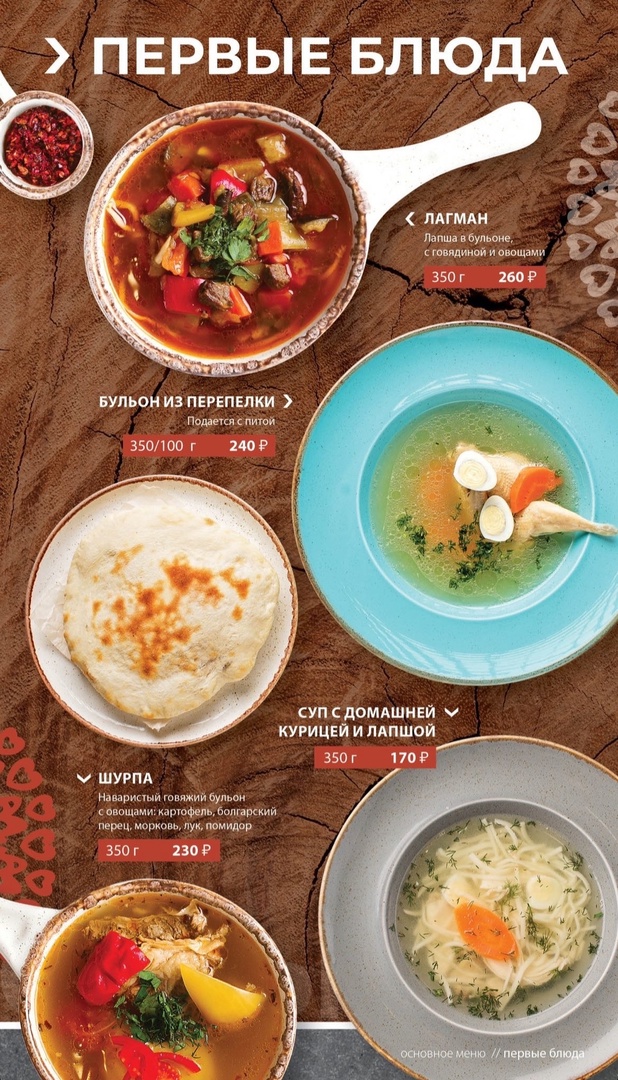 ПЕРВЫЕ БЛЮДА
ЛАГМАН
Лапша в бульоне,
с говядиной и овощами
350 г 260 ₽
БУЛЬОН ИЗ ПЕРЕПЕЛКИ
Подается с питой
350/100 г 240 ₽
СУП С ДОМАШНЕЙ
КУРИЦЕЙ И ЛАПШОЙ
350 г 170 ₽
ШУРПА
Наваристый говяжий бульон
с овощами: картофель, болгарский
перец, морковь, лук, помидор
350 г 230 ₽
основное меню // первые блюда